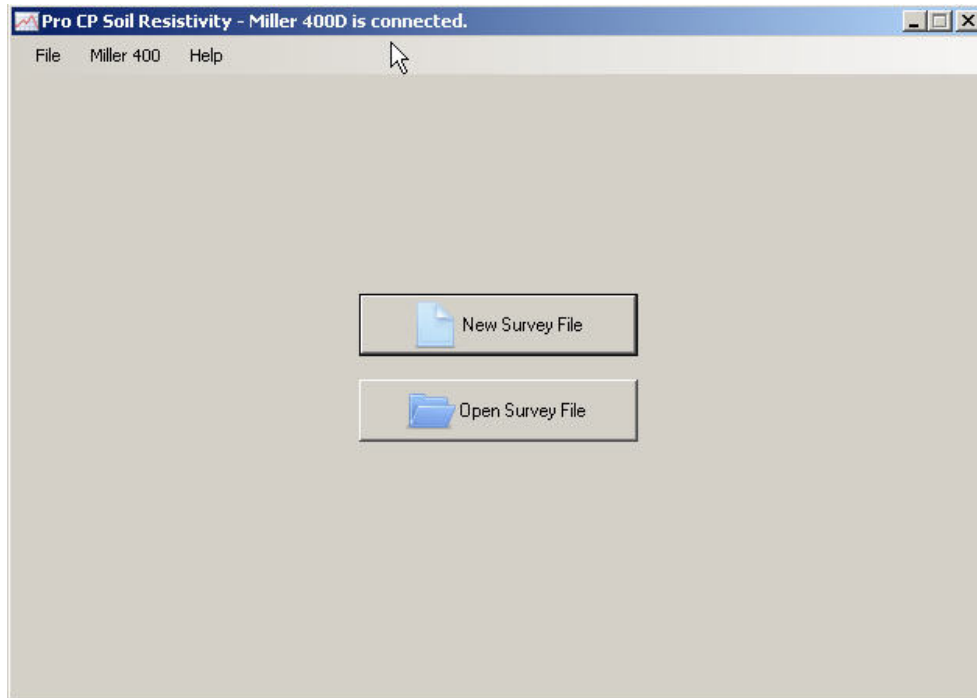 Pro CP Soil Resistivity - Miller 400D is connected.
File Miller 400 Help
New Survey File
Open Survey File